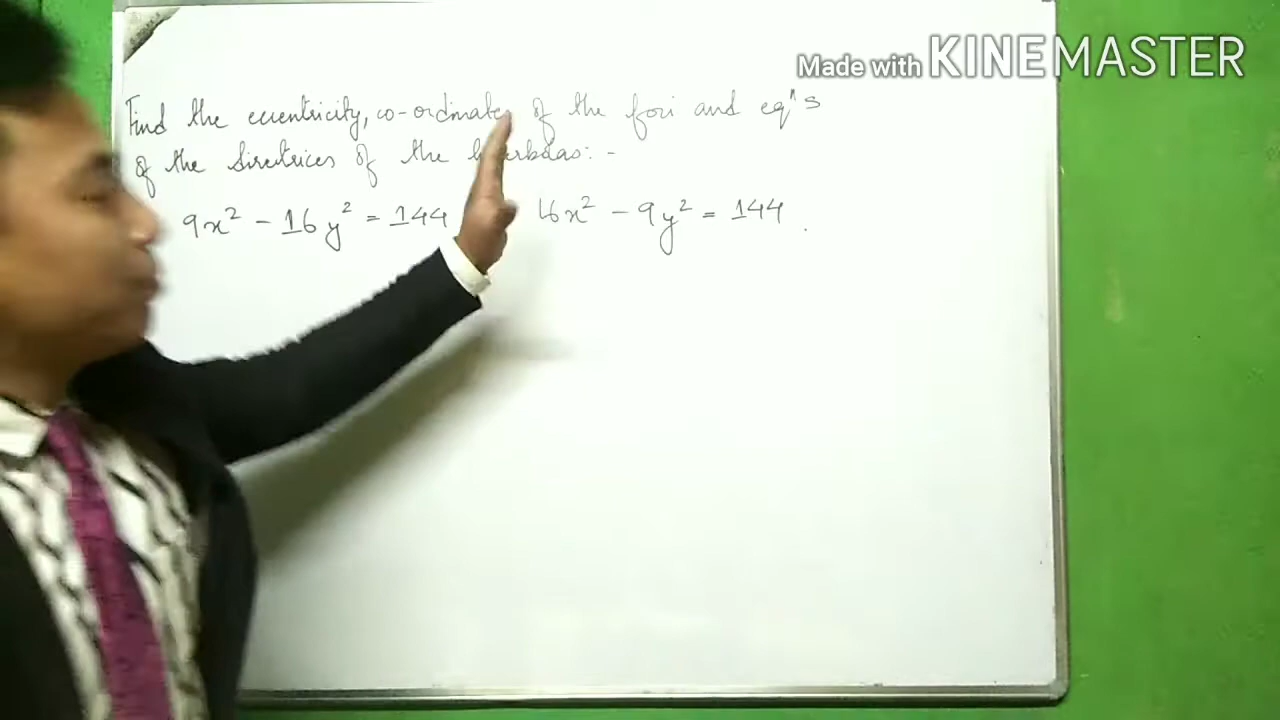 Made with KINEMASTER
Find the eccentricity, co-ordinates of the foci and eqⁿs
of the directrices of the
9x² - 16y² = 144 16x² - 9y² = 144 .